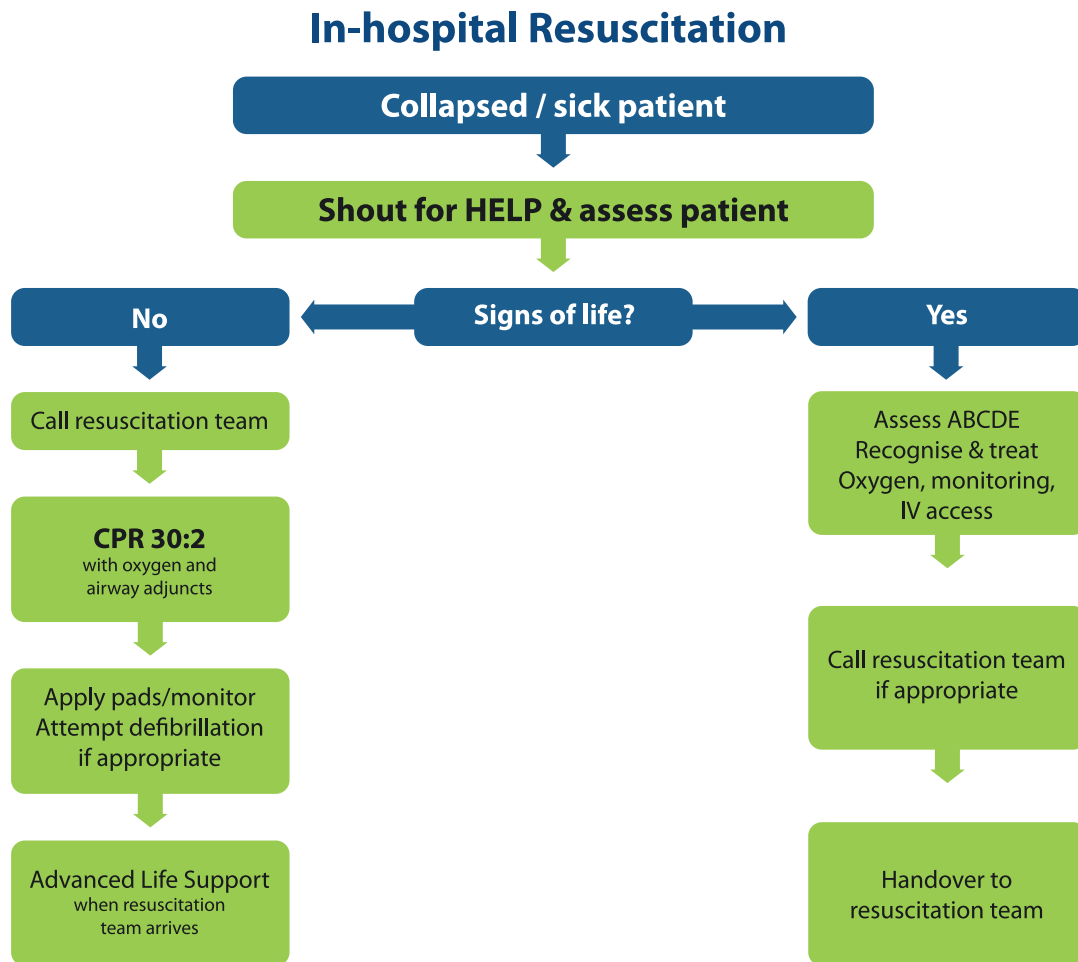 In-hospital Resuscitation
Collapsed / sick patient
Shout for HELP & assess patient
No
Signs of life?
Yes
Call resuscitation team
CPR 30:2
with oxygen and
airway adjuncts
Apply pads/monitor
Attempt defibrillation
if appropriate
Advanced Life Support
when resuscitation
team arrives
Assess ABCDE
Recognise & treat
Oxygen, monitoring,
IV access
Call resuscitation team
if appropriate
Handover to
resuscitation team